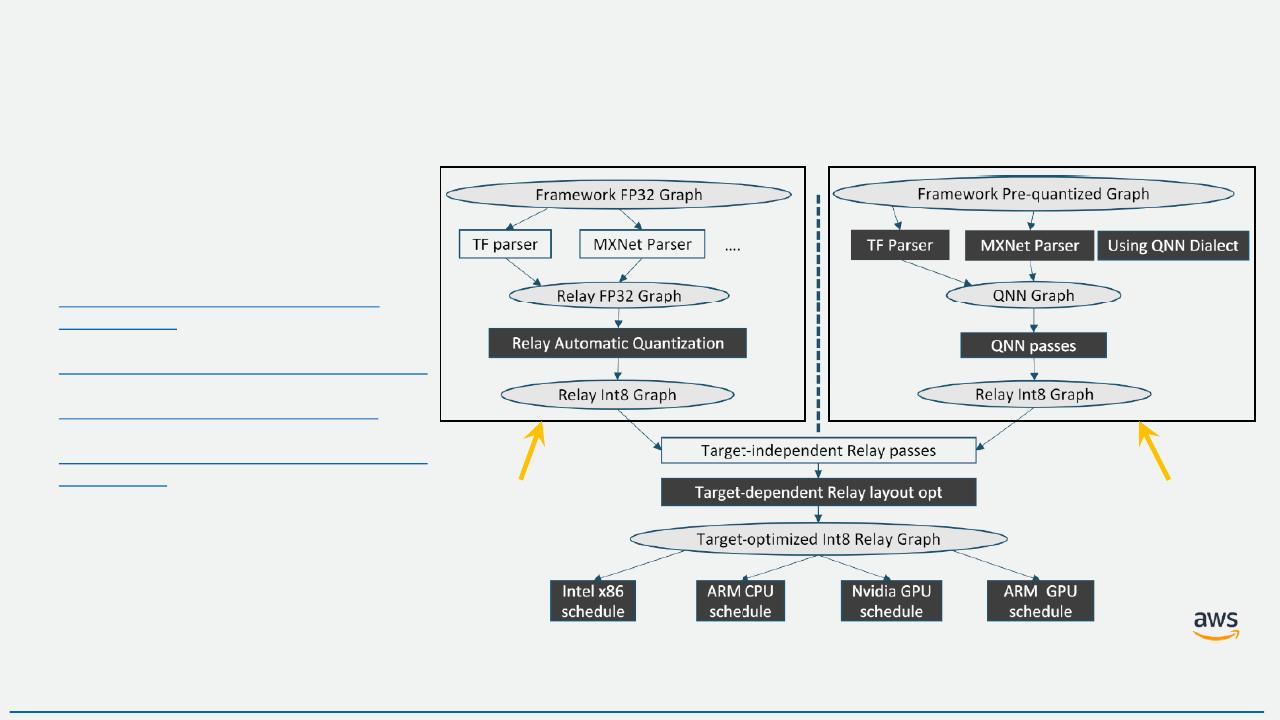 Framework FP32 Graph
TF parser
MXNet Parser
....
Relay FP32 Graph
Relay Automatic Quantization
Relay Int8 Graph
Framework Pre-quantized Graph
TF Parser
MXNet Parser
Using QNN Dialect
QNN Graph
QNN passes
Relay Int8 Graph
Target-independent Relay passes
Target-dependent Relay layout opt
Target-optimized Int8 Relay Graph
Intel x86
schedule
ARM CPU
schedule
Nvidia GPU
schedule
ARM GPU
schedule
aws